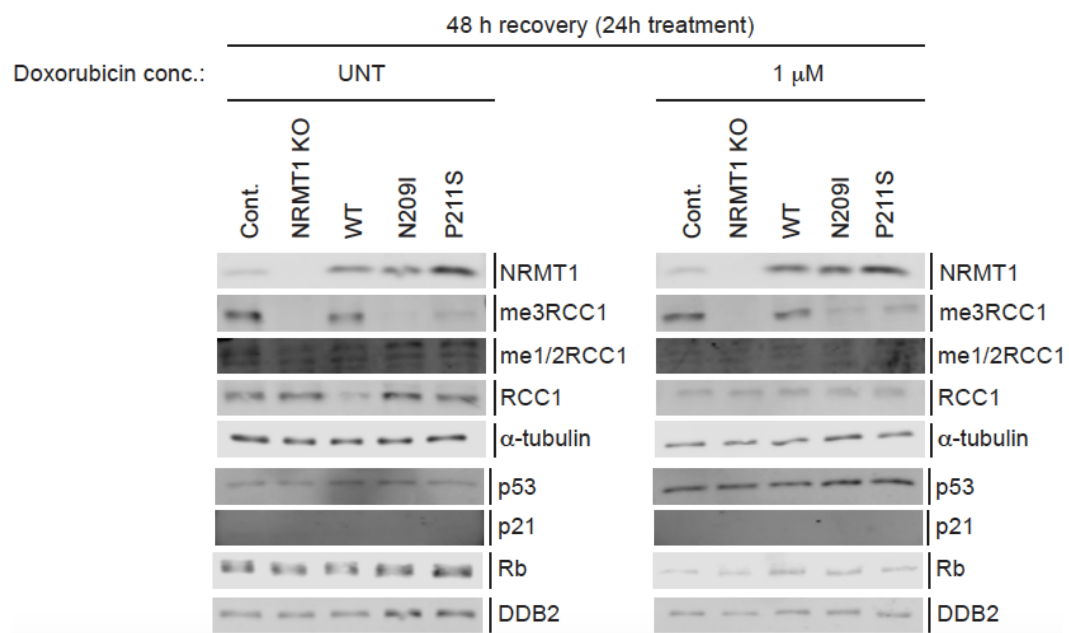 48 h recovery (24h treatment)
Doxorubicin conc.: UNT 1 μM
Cont. NRMT1 KO WT N209I P211S Cont. NRMT1 KO WT N209I P211S
NRMT1 NRMT1
me3RCC1 me3RCC1
me1/2RCC1 me1/2RCC1
RCC1 RCC1
α-tubulin α-tubulin
p53 p53
p21 p21
Rb Rb
DDB2 DDB2